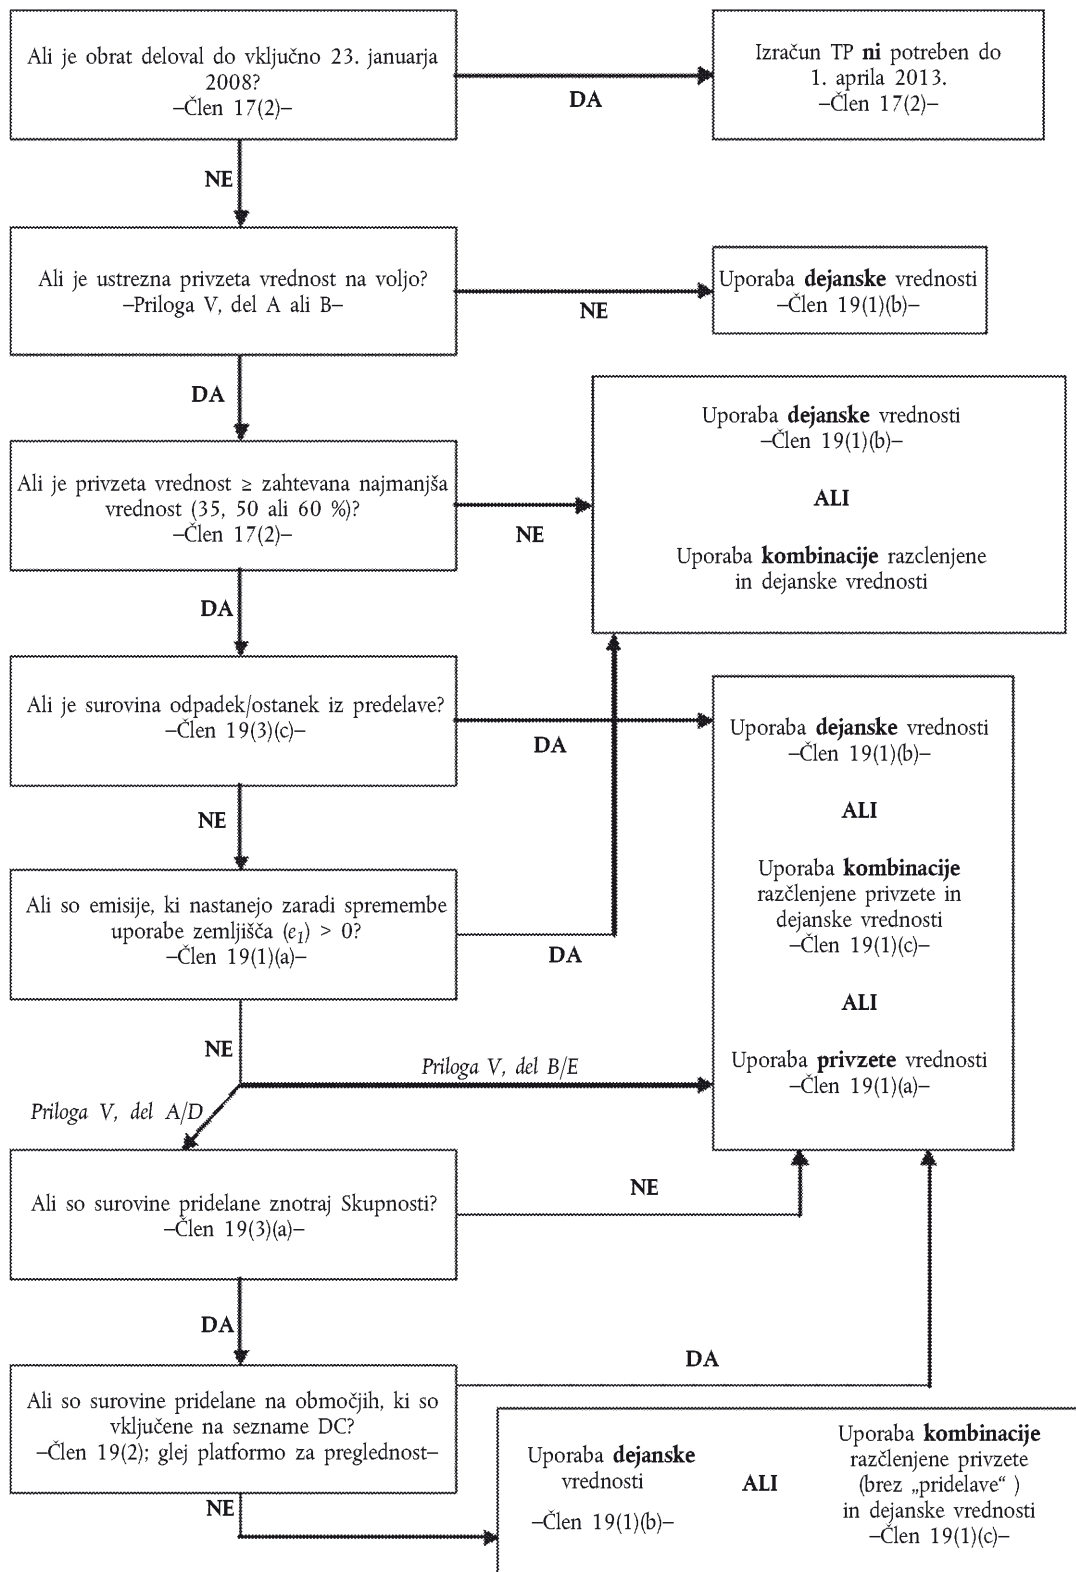 Ali je obrat deloval do vključno 23. januarja
2008?
–Člen 17(2)–
DA
Izračun TP ni potreben do
1. aprila 2013.
–Člen 17(2)–
NE
Ali je ustrezna privzeta vrednost na voljo?
–Priloga V, del A ali B–
NE
Uporaba dejanske vrednosti
–Člen 19(1)(b)–
DA
Ali je privzeta vrednost ≥ zahtevana najmanjša
vrednost (35, 50 ali 60 %)?
–Člen 17(2)–
NE
Uporaba dejanske vrednosti
–Člen 19(1)(b)–
ALI
Uporaba kombinacije razclenjene
in dejanske vrednosti
DA
Ali je surovina odpadek/ostanek iz predelave?
–Člen 19(3)(c)–
DA
Uporaba dejanske vrednosti
–Člen 19(1)(b)–
ALI
Uporaba kombinacije
razčlenjene privzete in
dejanske vrednosti
–Člen 19(1)(c)–
ALI
Uporaba privzete vrednosti
–Člen 19(1)(a)–
NE
Ali so emisije, ki nastanejo zaradi spremembe
uporabe zemljišča (e1) > 0?
–Člen 19(1)(a)–
DA
NE
Priloga V, del B/E
Priloga V, del A/D
Ali so surovine pridelane znotraj Skupnosti?
–Člen 19(3)(a)–
NE
DA
Ali so surovine pridelane na območjih, ki so
vključene na sezname DC?
–Člen 19(2); glej platformo za preglednost–
DA
NE
Uporaba dejanske
vrednosti
–Člen 19(1)(b)–
ALI
Uporaba kombinacije
razčlenjene privzete
(brez „pridelave“ )
in dejanske vrednosti
–Člen 19(1)(c)–